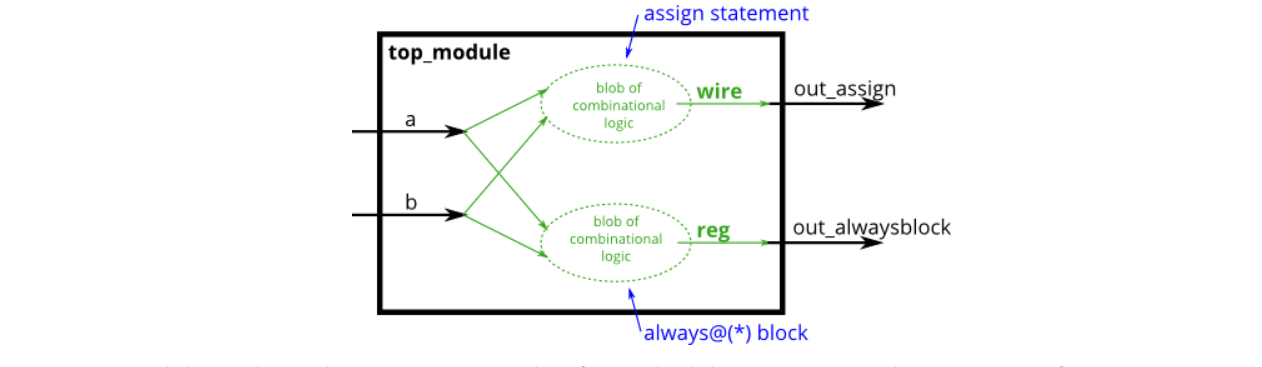 assign statement
top_module
blob of
combinational
logic
wire
out_assign
a
b
blob of
combinational
logic
reg
out_alwaysblock
always@(*) block